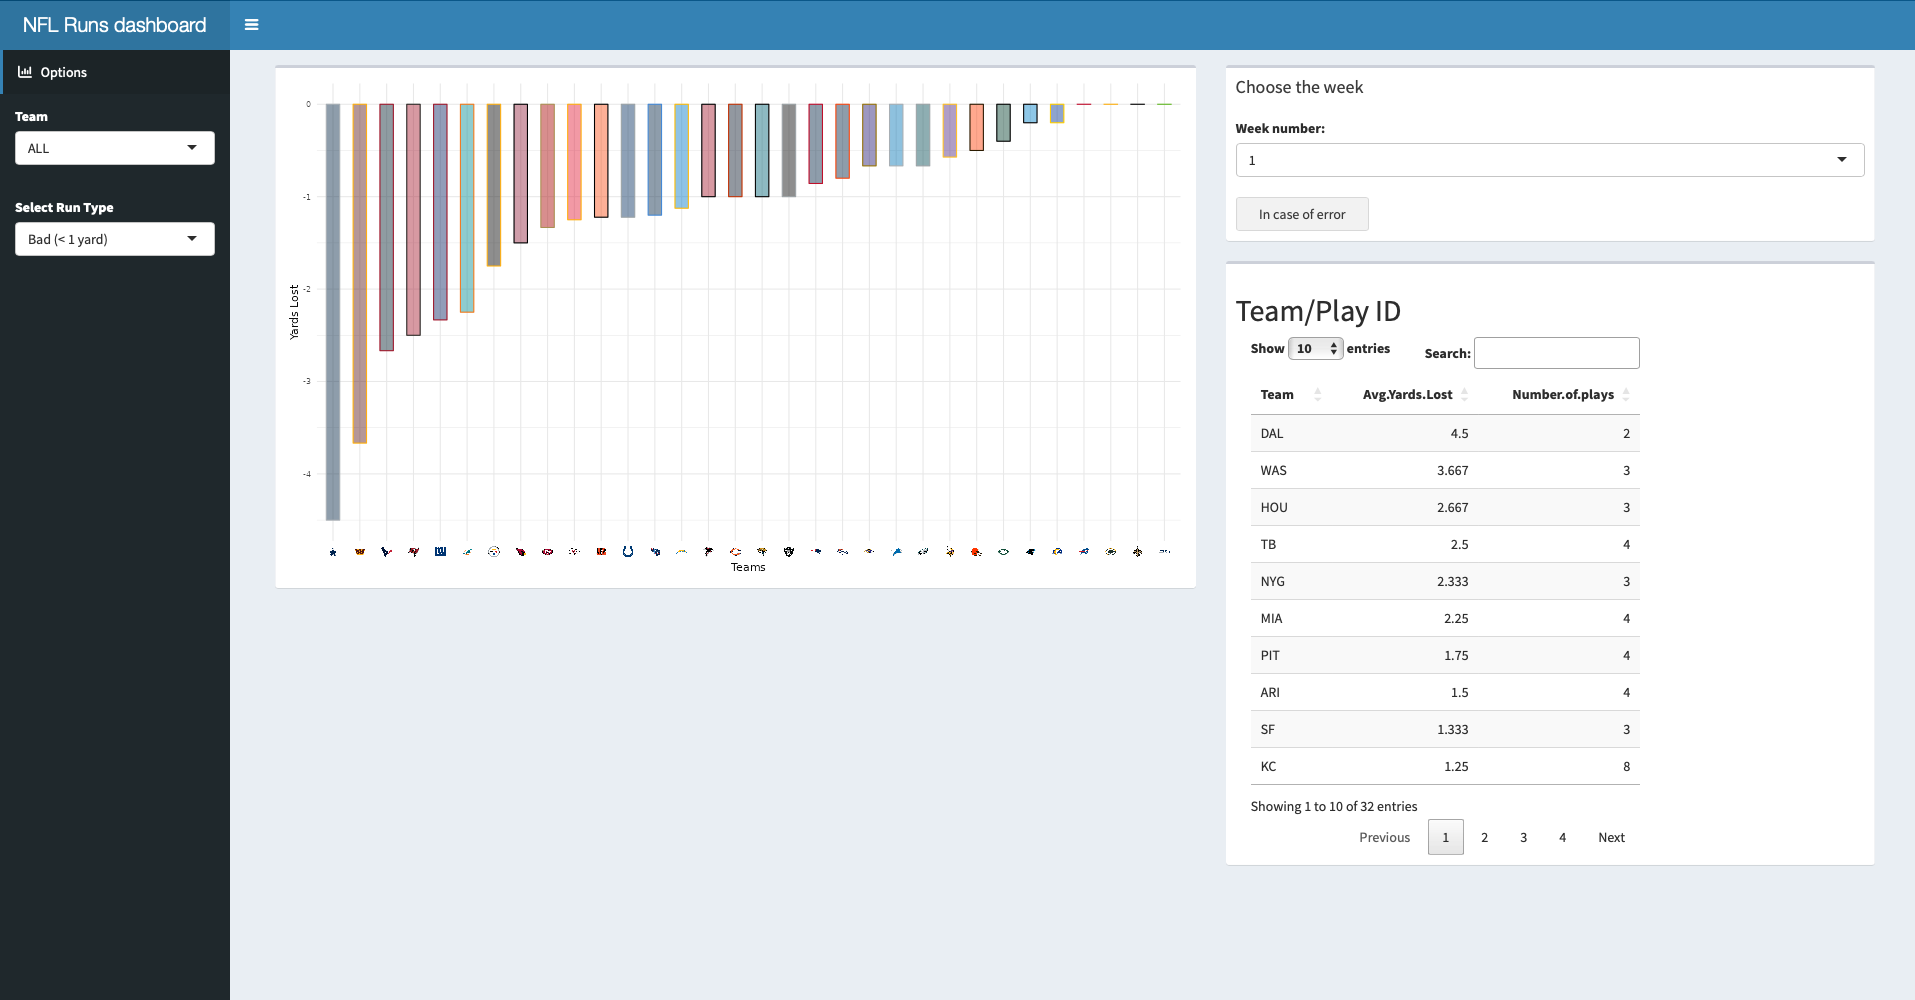 NFL Runs dashboard
Options
Team
ALL
Select Run Type
Bad (< 1 yard)
Yards Lost
0
-1
-2
-3
-4
Teams
Choose the week
Week number:
1
In case of error
Team/Play ID
Show 10 entries Search:
Team Avg.Yards.Lost Number.of.plays
DAL 4.5 2
WAS 3.667 3
HOU 2.667 3
TB 2.5 4
NYG 2.333 3
MIA 2.25 4
PIT 1.75 4
ARI 1.5 4
SF 1.333 3
KC 1.25 8
Showing 1 to 10 of 32 entries
Previous 1 2 3 4 Next